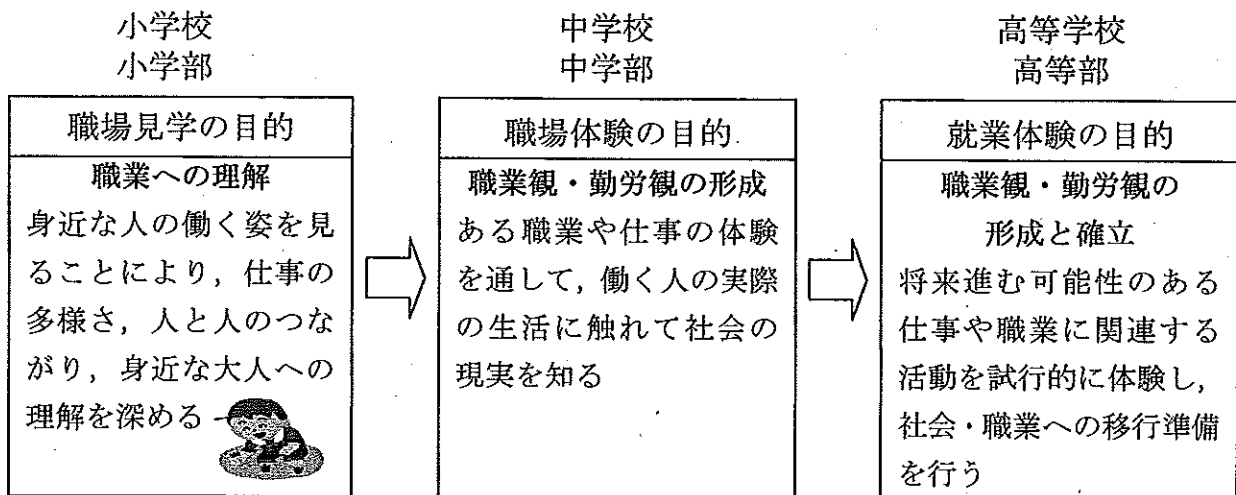 小学校
小学部
職場見学の目的
職業への理解
身近な人の働く姿を見
ることにより，仕事の
多様さ，人と人のつな
がり，身近な大人への
理解を深める
中学校
中学部
職場体験の目的
職業観・勤労観の形成
ある職業や仕事の体験
を通して，働く人の実際
の生活に触れて社会の
現実を知る
高等学校
高等部
就業体験の目的
職業観・勤労観の
形成と確立
将来進む可能性のある
仕事や職業に関連する
活動を試行的に体験し，
社会・職業への移行準備
を行う